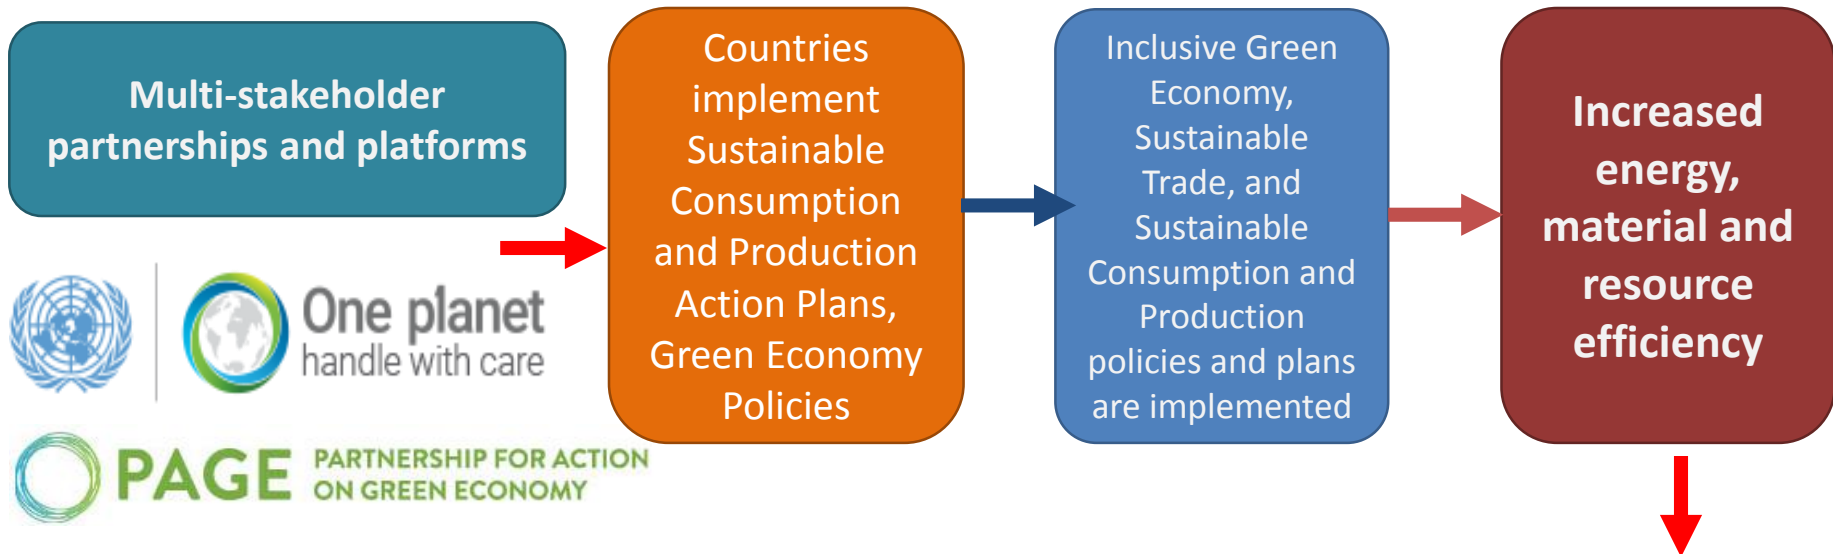 Multi-stakeholder
partnerships and platforms
One planet
handle with care
PAGE
PARTNERSHIP FOR ACTION
ON GREEN ECONOMY
Countries
implement
Sustainable
Consumption
and Production
Action Plans,
Green Economy
Policies
Inclusive Green
Economy,
Sustainable
Trade, and
Sustainable
Consumption and
Production
policies and plans
are implemented
Increased
energy,
material and
resource
efficiency